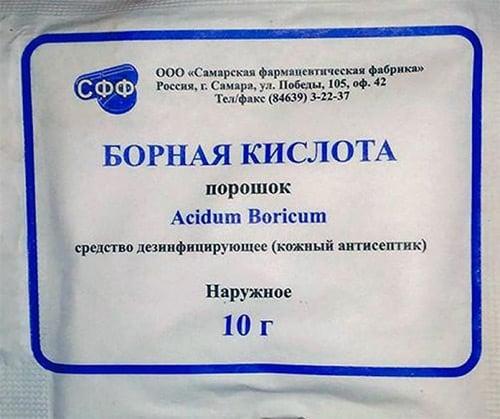 СФФ
ООО «Самарская фармацевтическая фабрика»
Россия, г. Самара, ул. Победы, 105, оф. 42
Тел/факс (84639) 3-22-37
БОРНАЯ КИСЛОТА
порошок
Acidum Boricum
средство дезинфицирующее (кожный антисептик)
Наружное
10 г